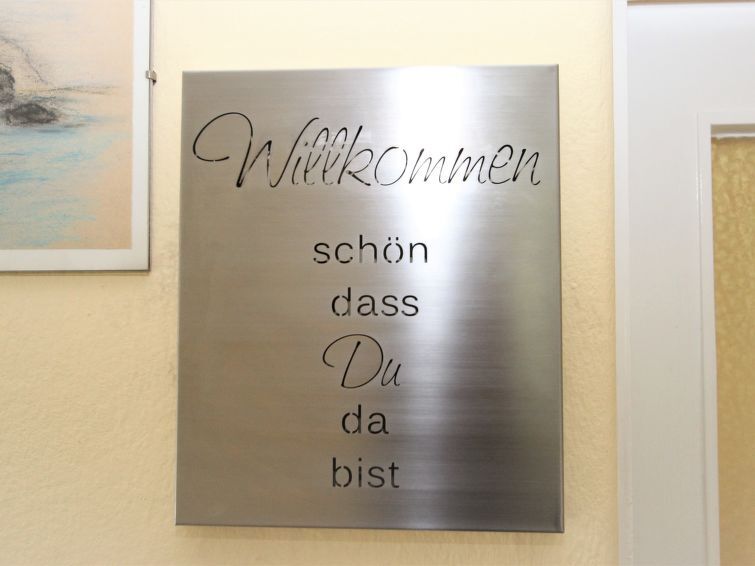 Willkommen
schön
dass
Du
da
bist